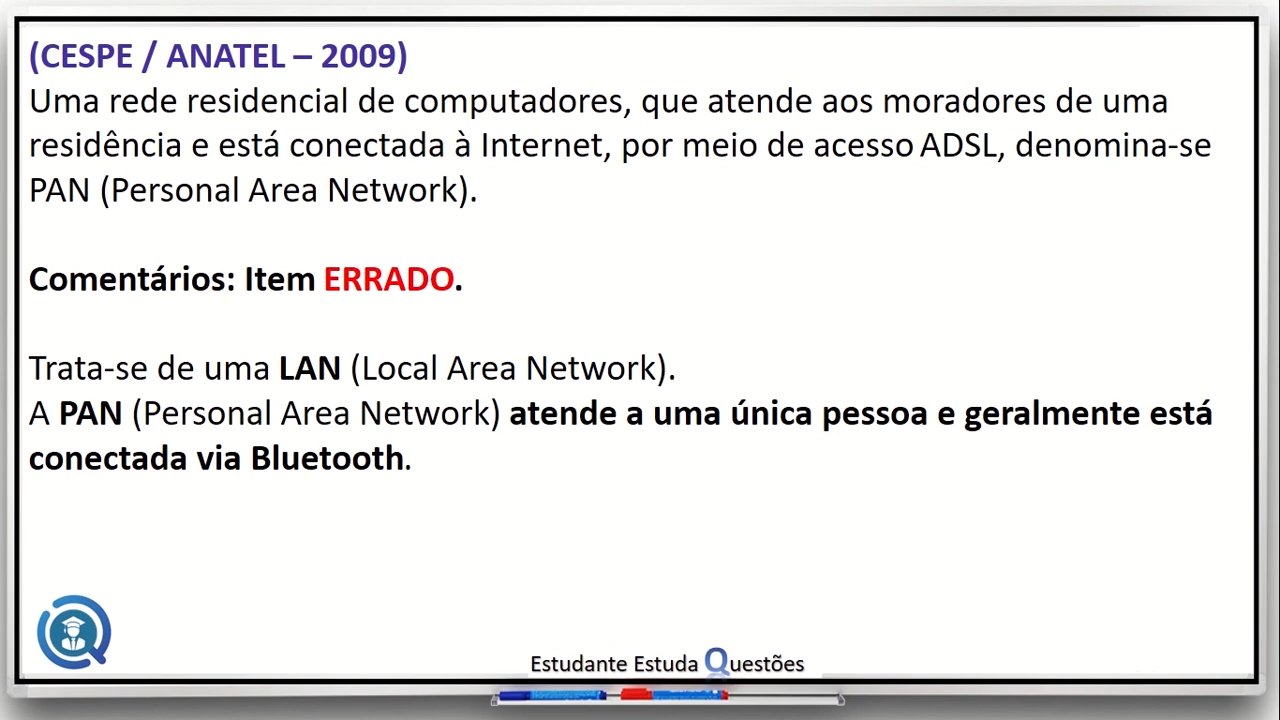 (CESPE / ANATEL – 2009)
Uma rede residencial de computadores, que atende aos moradores de uma
residência e está conectada à Internet, por meio de acesso ADSL, denomina-se
PAN (Personal Area Network).
Comentários: Item ERRADO.
Trata-se de uma LAN (Local Area Network).
A PAN (Personal Area Network) atende a uma única pessoa e geralmente está
conectada via Bluetooth.
Estudante Estuda Questões